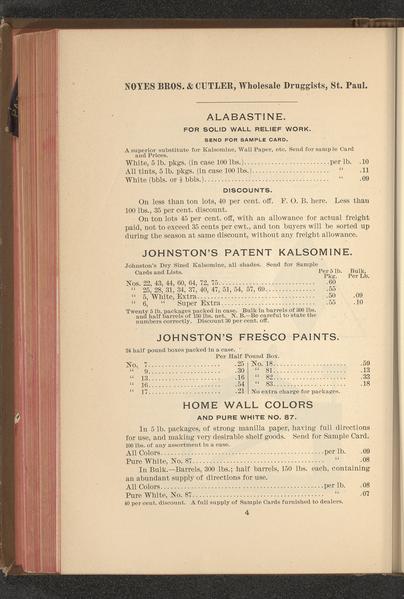 NOYES BROS. & CUTLER, Wholesale Druggists, St. Paul.
ALABASTINE.
FOR SOLID WALL RELIEF WORK.
SEND FOR SAMPLE CARD.
A superior substitute for Kalsomine, Wall Paper, etc. Send for sample Card
and Prices.
White, 5 lb. pkgs. (in case 100 lbs.) per lb. .10
All tints, 5 lb. pkgs. (in case 100 lbs.) " .11
White (bbls. or ½ bbls.) " .09
DISCOUNTS.
On less than ton lots, 40 per cent. off. F. O. B. here. Less than
100 lbs., 35 per cent. discount.
On ton lots 45 per cent. off, with an allowance for actual freight
paid, not to exceed 35 cents per cwt., and ton buyers will be sorted up
during the season at same discount, without any freight allowance.
JOHNSTON'S PATENT KALSOMINE.
Johnston's Dry Sized Kalsomine, all shades. Send for Sample
Cards and Lists. Per 5 lb. Pkg. Bulk, Per Lb.
Nos. 22, 43, 44, 60, 64, 72, 75 .60
" 25, 28, 31, 34, 37, 40, 47, 51, 54, 57, 69 .55
" 5, White, Extra .50 .09
" 6, " Super Extra .55 .10
Twenty 5 lb. packages packed in case. Bulk in barrels of 300 lbs.
and half barrels of 150 lbs. net. N. B.—Be careful to state the
numbers correctly. Discount 30 per cent. off.
JOHNSTON'S FRESCO PAINTS.
24 half pound boxes packed in a case.
Per Half Pound Box.
No. 7 .25 No. 18 .59
" 9 .30 " 81 .13
" 13 .16 " 82 .33
" 16 .54 " 83 .18
" 17 .21 No extra charge for packages.
HOME WALL COLORS
AND PURE WHITE NO. 87.
In 5 lb. packages, of strong manilla paper, having full directions
for use, and making very desirable shelf goods. Send for Sample Card.
100 lbs. of any assortment in a case.
All Colors per lb. .09
Pure White, No. 87 " .08
In Bulk.—Barrels, 300 lbs.; half barrels, 150 lbs. each, containing
an abundant supply of directions for use.
All Colors per lb. .08
Pure White, No. 87 " .07
40 per cent. discount. A full supply of Sample Cards furnished to dealers.
4